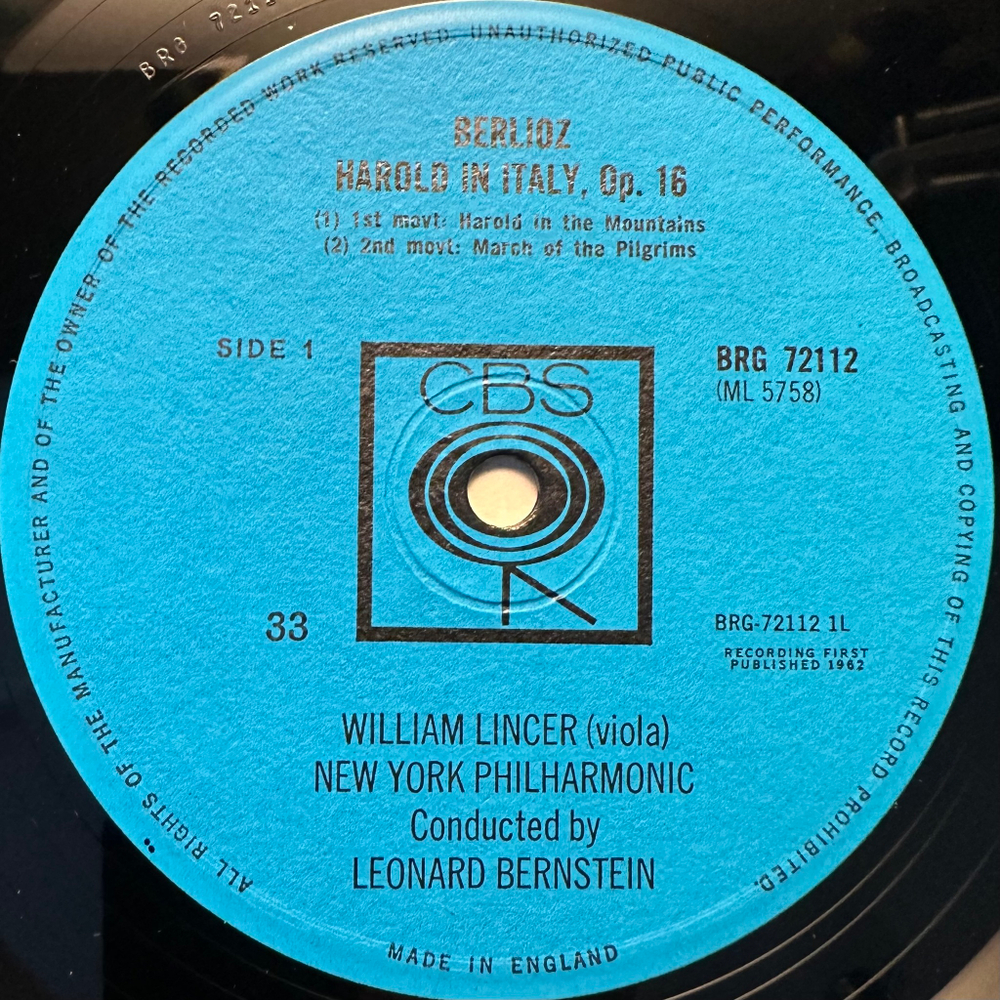 BRG 7211
ALL RIGHTS OF THE MANUFACTURER AND OF THE OWNER OF THE RECORDED WORK RESERVED. UNAUTHORIZED PUBLIC PERFORMANCE, BROADCASTING AND COPYING OF THIS RECORD PROHIBITED.
BERLIOZ
HAROLD IN ITALY, Op. 16
(1) 1st movt: Harold in the Mountains
(2) 2nd movt: March of the Pilgrims
SIDE 1
CBS
BRG 72112
(ML 5758)
33
BRG-72112 1L
RECORDING FIRST
PUBLISHED 1962
WILLIAM LINCER (viola)
NEW YORK PHILHARMONIC
Conducted by
LEONARD BERNSTEIN
MADE IN ENGLAND